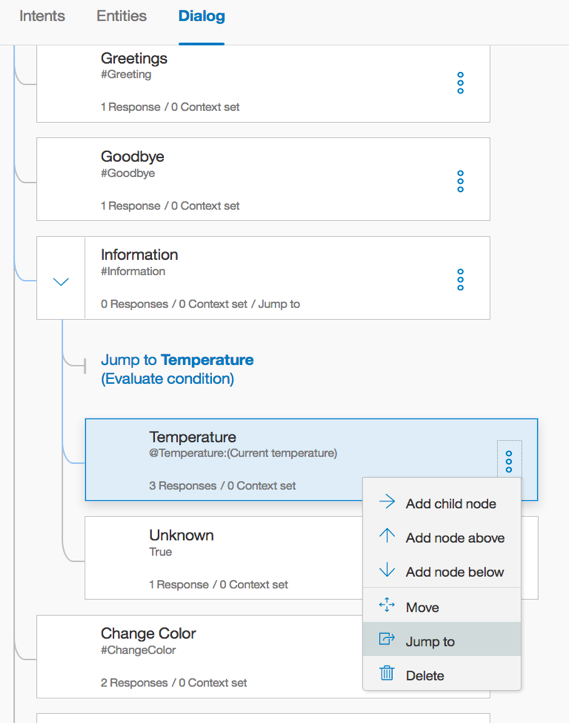 Intents Entities Dialog
Greetings
#Greeting
1 Response / 0 Context set
Goodbye
#Goodbye
1 Response / 0 Context set
Information
#Information
0 Responses / 0 Context set / Jump to
Jump to Temperature
(Evaluate condition)
Temperature
@Temperature:(Current temperature)
3 Responses / 0 Context set
Add child node
Add node above
Add node below
Move
Jump to
Delete
Unknown
True
1 Response / 0 Context set
Change Color
#ChangeColor
2 Responses / 0 Context set